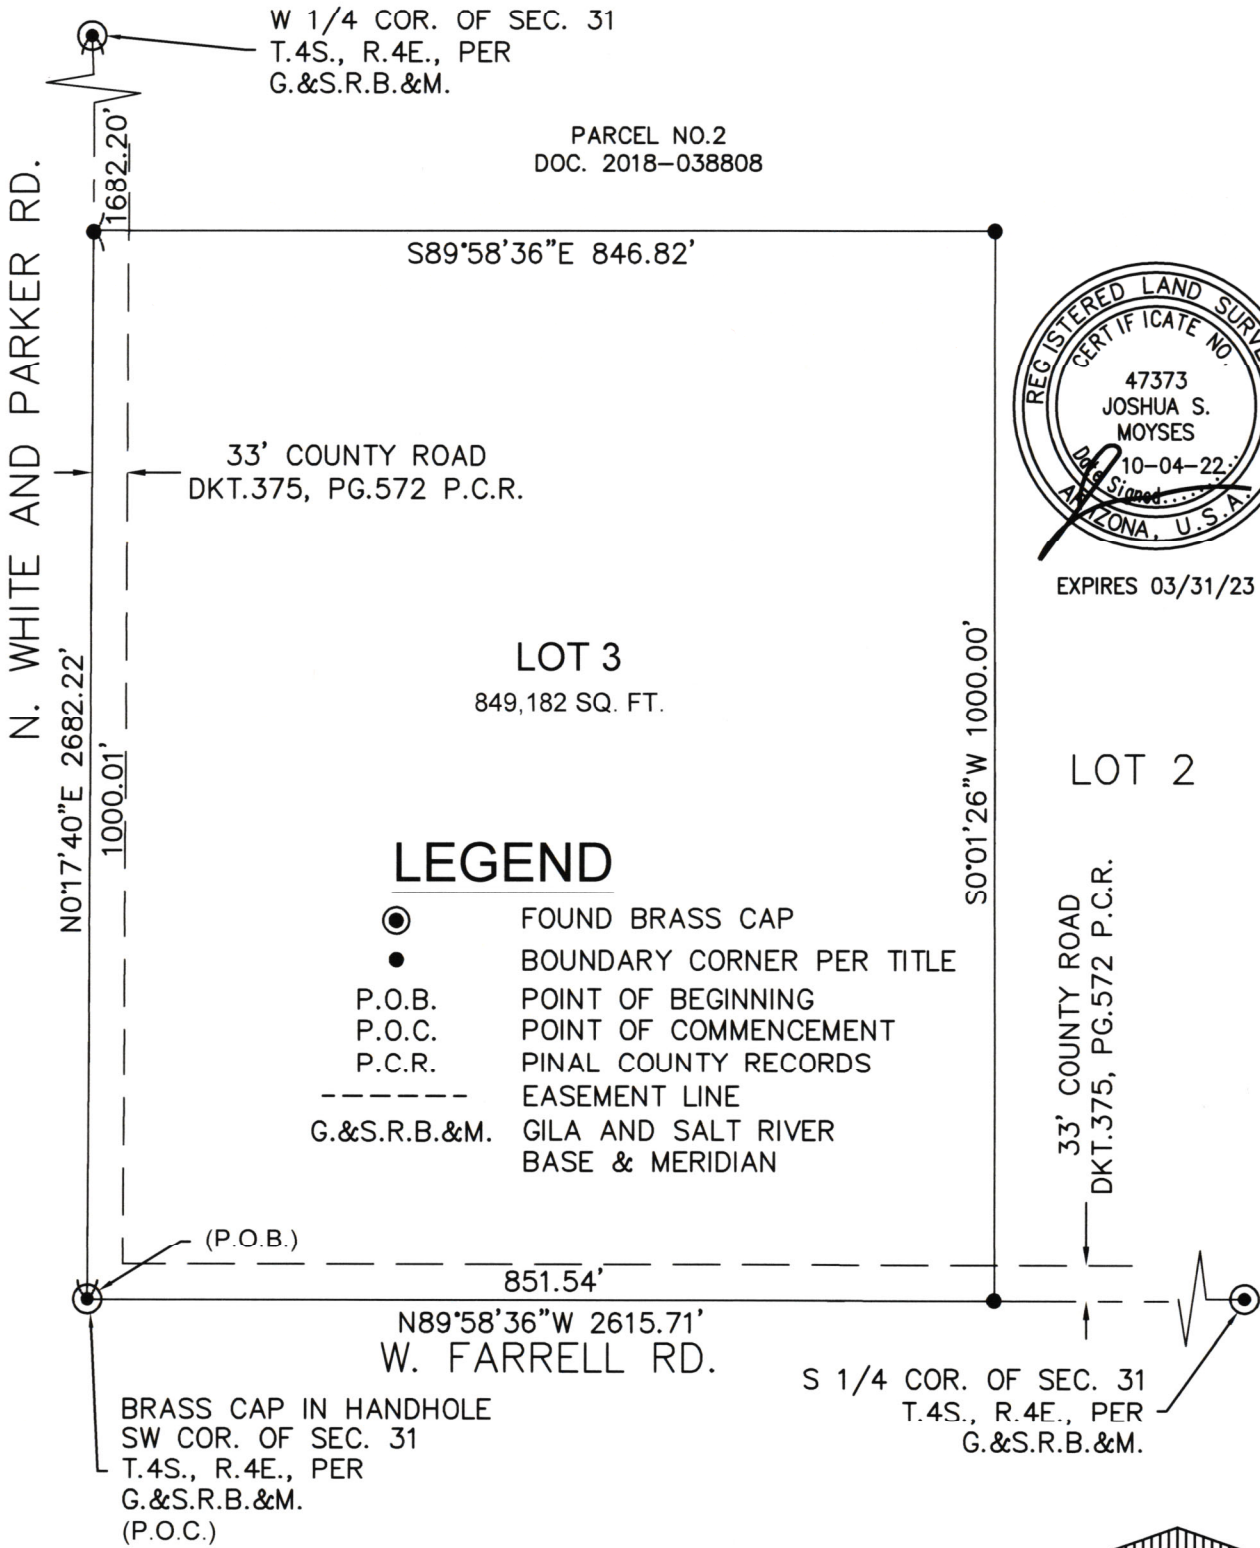 W 1/4 COR. OF SEC. 31
T.4S., R.4E., PER
G.&S.R.B.&M.
PARCEL NO.2
DOC. 2018-038808
N. WHITE AND PARKER RD.
1682.20'
S89°58'36"E 846.82'
REGISTERED LAND SURVE
CERTIFICATE NO.
47373
JOSHUA S.
MOYSES
10-04-22
Date Signed
ARIZONA, U.S.A.
EXPIRES 03/31/23
33' COUNTY ROAD
DKT.375, PG.572 P.C.R.
LOT 3
849,182 SQ. FT.
N0°17'40"E 2682.22'
1000.01'
S0°01'26"W 1000.00'
LOT 2
LEGEND
FOUND BRASS CAP
BOUNDARY CORNER PER TITLE
P.O.B. POINT OF BEGINNING
P.O.C. POINT OF COMMENCEMENT
P.C.R. PINAL COUNTY RECORDS
EASEMENT LINE
G.&S.R.B.&M. GILA AND SALT RIVER
BASE & MERIDIAN
33' COUNTY ROAD
DKT.375, PG.572 P.C.R.
(P.O.B.)
851.54'
N89°58'36"W 2615.71'
W. FARRELL RD.
S 1/4 COR. OF SEC. 31
T.4S., R.4E., PER
G.&S.R.B.&M.
BRASS CAP IN HANDHOLE
SW COR. OF SEC. 31
T.4S., R.4E., PER
G.&S.R.B.&M.
(P.O.C.)